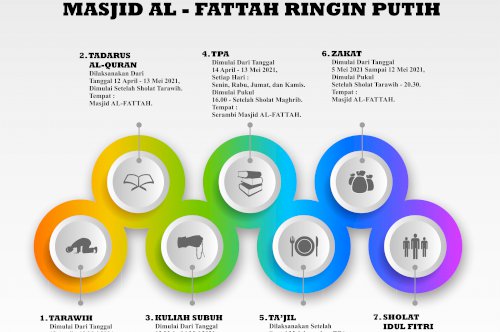 MASJID AL - FATTAH RINGIN PUTIH
2. TADARUS
AL-QURAN
Dilaksanakan Dari
Tanggal 12 April - 13 Mei 2021,
Dimulai Setelah Sholat Tarawih.
Tempat :
Masjid AL-FATTAH.
4. TPA
Dimulai Dari Tanggal
14 April - 13 Mei 2021,
Setiap Hari :
Senin, Rabu, Jumat, dan Kamis.
Dimulai Pukul
16.00 - Setelah Sholat Maghrib.
Tempat :
Serambi Masjid AL-FATTAH.
6. ZAKAT
Dimulai Dari Tanggal
5 Mei 2021 Sampai 12 Mei 2021,
Dimulai Pukul
Setelah Sholat Tarawih - 20.30.
Tempat :
Masjid AL-FATTAH.
1. TARAWIH
Dimulai Dari Tanggal
3. KULIAH SUBUH
Dimulai Dari Tanggal
5. TA'JIL
Dilaksanakan Setelah
7. SHOLAT
IDUL FITRI